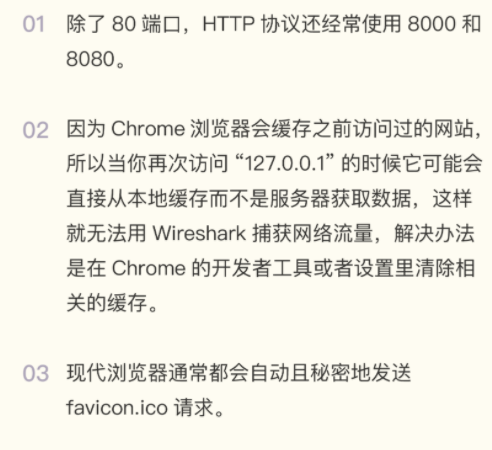 01 除了 80 端口，HTTP 协议还经常使用 8000 和
8080。
02 因为 Chrome 浏览器会缓存之前访问过的网站，
所以当你再次访问 “127.0.0.1” 的时候它可能会
直接从本地缓存而不是服务器获取数据，这样
就无法用 Wireshark 捕获网络流量，解决办法
是在 Chrome 的开发者工具或者设置里清除相
关的缓存。
03 现代浏览器通常都会自动且秘密地发送
favicon.ico 请求。